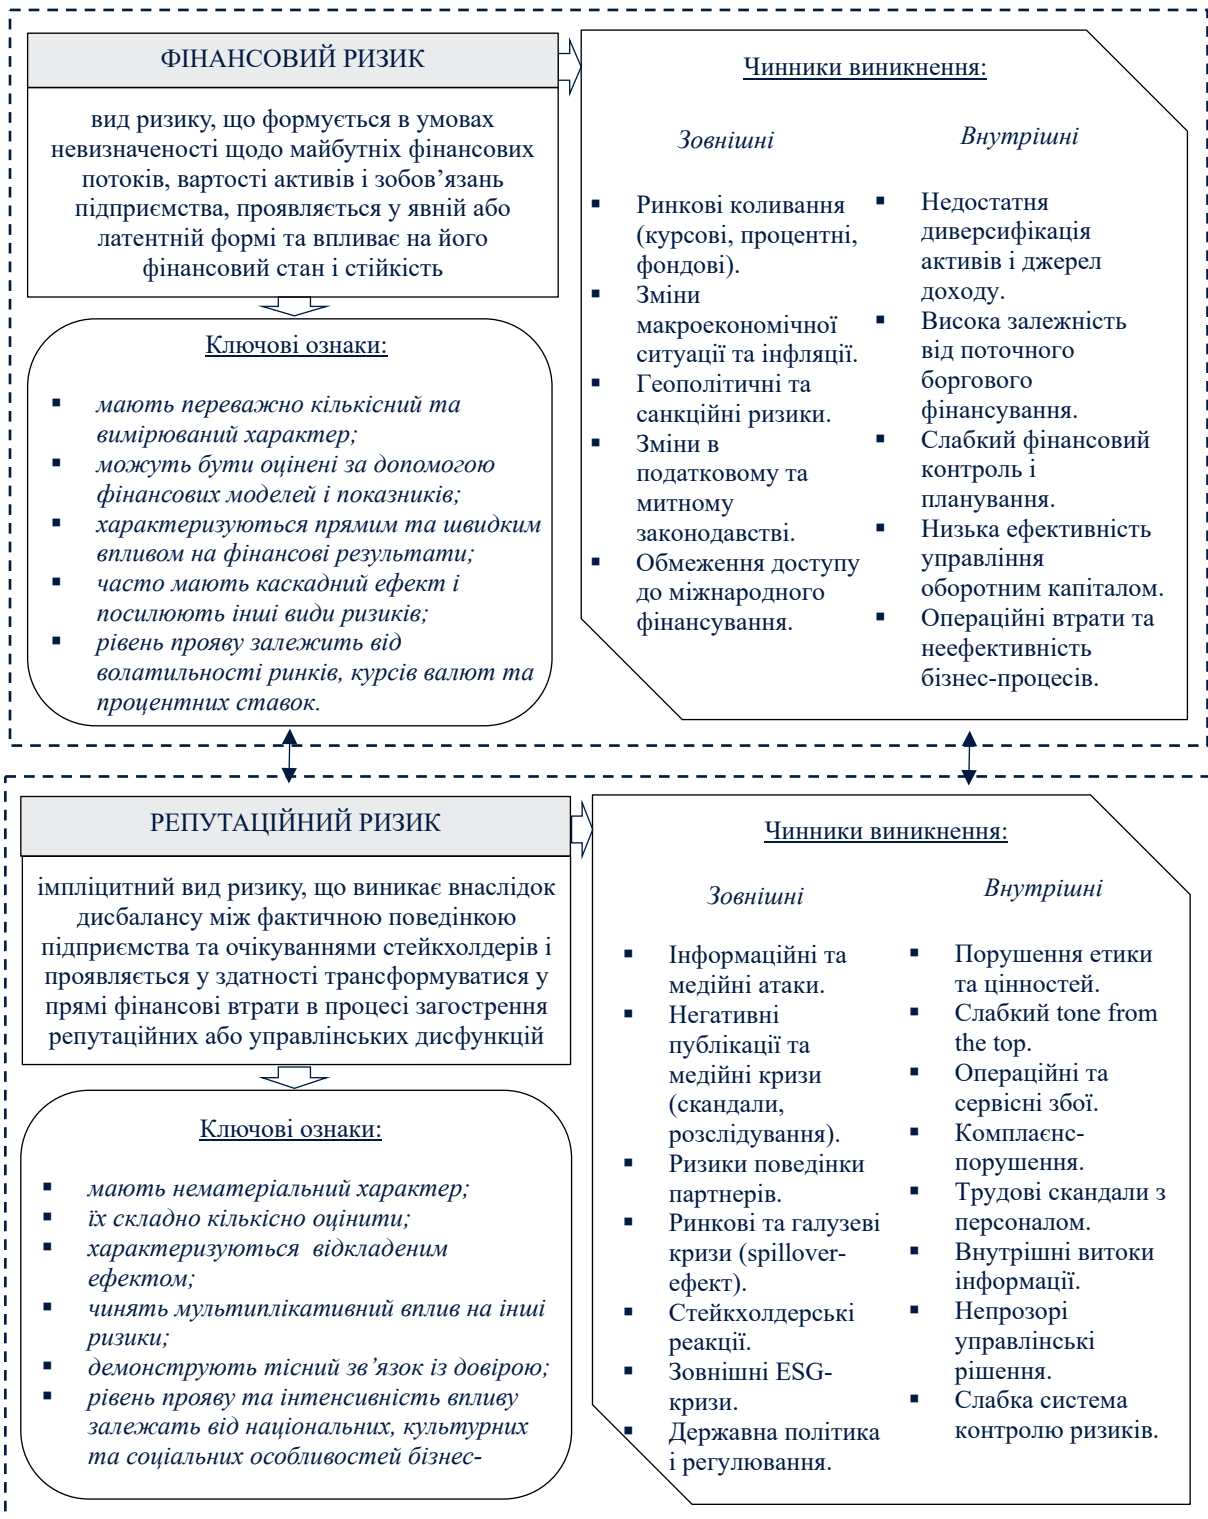 ФІНАНСОВИЙ РИЗИК
вид ризику, що формується в умовах
невизначеності щодо майбутніх фінансових
потоків, вартості активів і зобов’язань
підприємства, проявляється у явній або
латентній формі та впливає на його
фінансовий стан і стійкість
Ключові ознаки:
▪ мають переважно кількісний та
вимірюваний характер;
▪ можуть бути оцінені за допомогою
фінансових моделей і показників;
▪ характеризуються прямим та швидким
впливом на фінансові результати;
▪ часто мають каскадний ефект і
посилюють інші види ризиків;
▪ рівень прояву залежить від
волатильності ринків, курсів валют та
процентних ставок.
Чинники виникнення:
Зовнішні
▪ Ринкові коливання
(курсові, процентні,
фондові).
▪ Зміни
макроекономічної
ситуації та інфляції.
▪ Геополітичні та
санкційні ризики.
▪ Зміни в
податковому та
митному
законодавстві.
▪ Обмеження доступу
до міжнародного
фінансування.
Внутрішні
▪ Недостатня
диверсифікація
активів і джерел
доходу.
▪ Висока залежність
від поточного
боргового
фінансування.
▪ Слабкий фінансовий
контроль і
планування.
▪ Низька ефективність
управління
оборотним капіталом.
▪ Операційні втрати та
неефективність
бізнес-процесів.
РЕПУТАЦІЙНИЙ РИЗИК
імпліцитний вид ризику, що виникає внаслідок
дисбалансу між фактичною поведінкою
підприємства та очікуваннями стейкхолдерів і
проявляється у здатності трансформуватися у
прямі фінансові втрати в процесі загострення
репутаційних або управлінських дисфункцій
Ключові ознаки:
▪ мають нематеріальний характер;
▪ їх складно кількісно оцінити;
▪ характеризуються відкладеним
ефектом;
▪ чинять мультиплікативний вплив на інші
ризики;
▪ демонструють тісний зв’язок із довірою;
▪ рівень прояву та інтенсивність впливу
залежать від національних, культурних
та соціальних особливостей бізнес-
Чинники виникнення:
Зовнішні
▪ Інформаційні та
медійні атаки.
▪ Негативні
публікації та
медійні кризи
(скандали,
розслідування).
▪ Ризики поведінки
партнерів.
▪ Ринкові та галузеві
кризи (spillover-
ефект).
▪ Стейкхолдерські
реакції.
▪ Зовнішні ESG-
кризи.
▪ Державна політика
і регулювання.
Внутрішні
▪ Порушення етики
та цінностей.
▪ Слабкий tone from
the top.
▪ Операційні та
сервісні збої.
▪ Комплаєнс-
порушення.
▪ Трудові скандали з
персоналом.
▪ Внутрішні витоки
інформації.
▪ Непрозорі
управлінські
рішення.
▪ Слабка система
контролю ризиків.